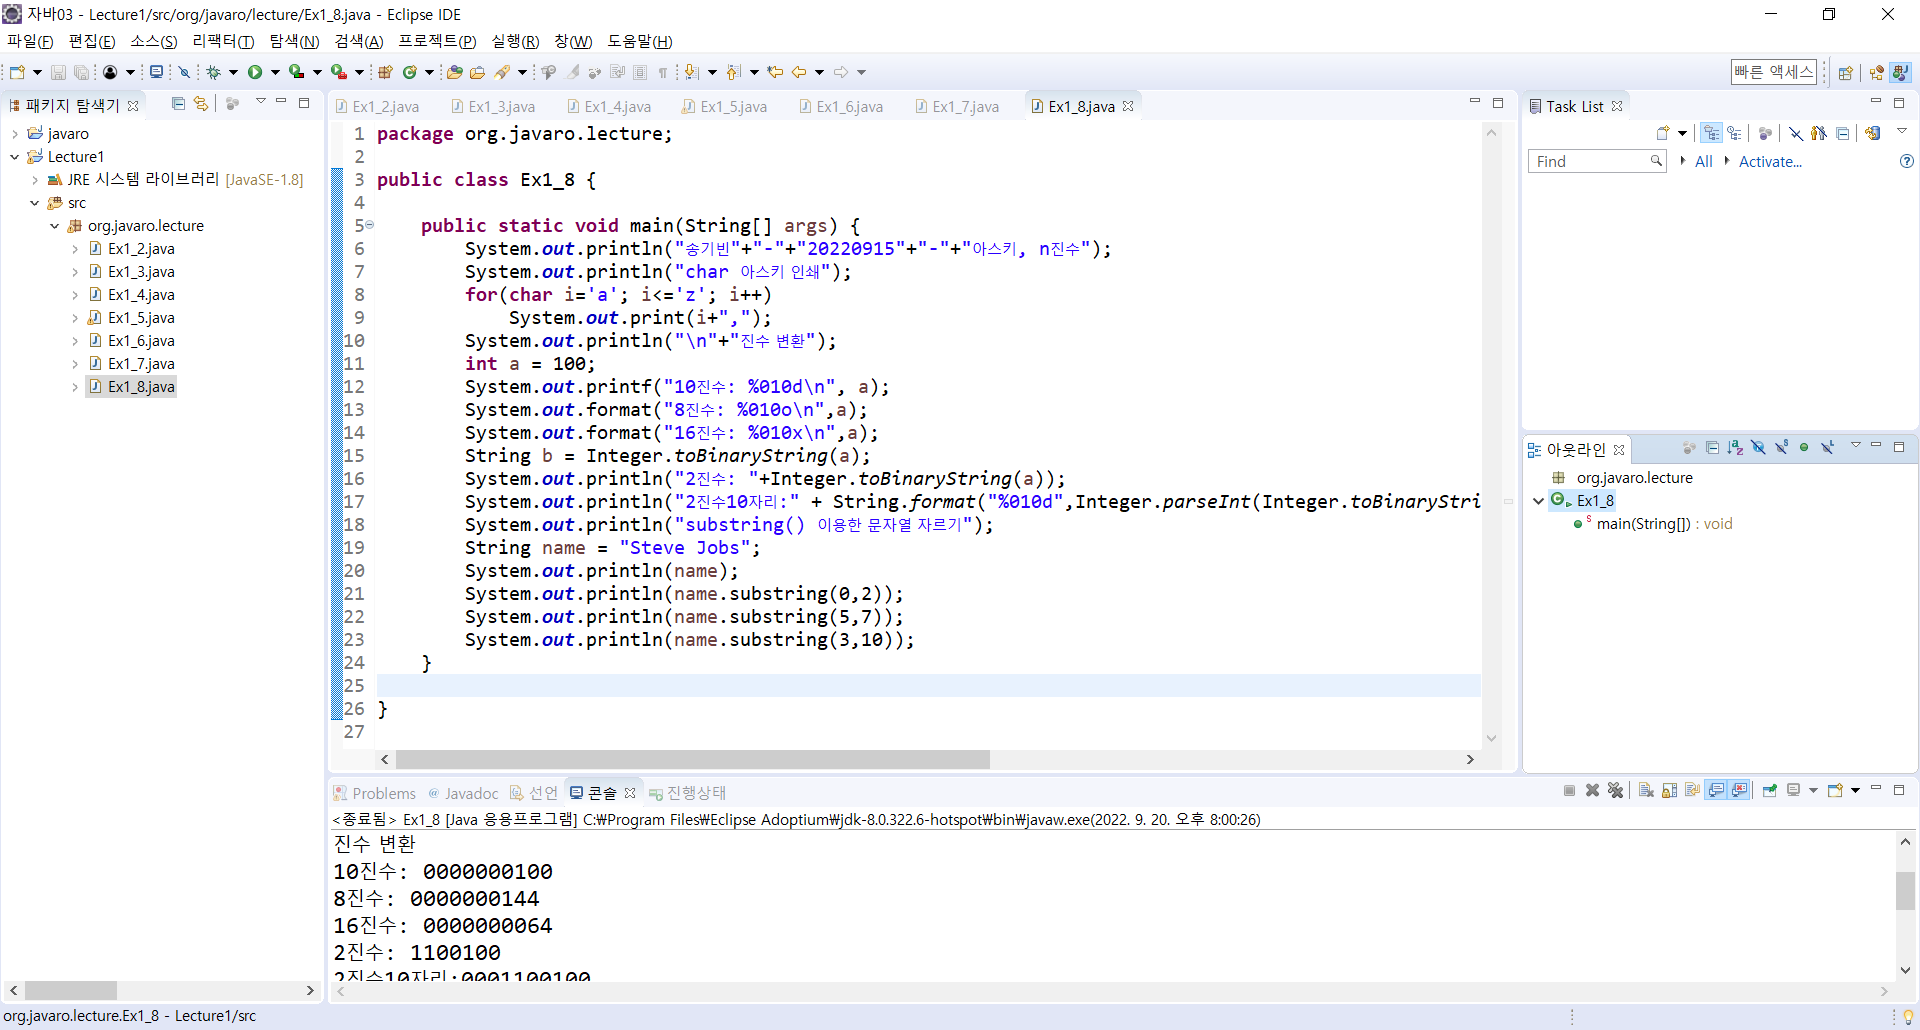 자바03 - Lecture1/src/org/javaro/lecture/Ex1_8.java - Eclipse IDE
파일(F) 편집(E) 소스(S) 리팩터(T) 탐색(N) 검색(A) 프로젝트(P) 실행(R) 창(W) 도움말(H)
빠른 액세스
패키지 탐색기
javaro
Lecture1
JRE 시스템 라이브러리 [JavaSE-1.8]
src
org.javaro.lecture
Ex1_2.java
Ex1_3.java
Ex1_4.java
Ex1_5.java
Ex1_6.java
Ex1_7.java
Ex1_8.java
Ex1_2.java Ex1_3.java Ex1_4.java Ex1_5.java Ex1_6.java Ex1_7.java Ex1_8.java
1 package org.javaro.lecture;
2
3 public class Ex1_8 {
4
5 public static void main(String[] args) {
6 System.out.println("송기빈"+"-"+"20220915"+"-"+"아스키, n진수");
7 System.out.println("char 아스키 인쇄");
8 for(char i='a'; i<='z'; i++)
9 System.out.print(i+",");
10 System.out.println("\n"+"진수 변환");
11 int a = 100;
12 System.out.printf("10진수: %010d\n", a);
13 System.out.format("8진수: %010o\n",a);
14 System.out.format("16진수: %010x\n",a);
15 String b = Integer.toBinaryString(a);
16 System.out.println("2진수: "+Integer.toBinaryString(a));
17 System.out.println("2진수10자리:" + String.format("%010d",Integer.parseInt(Integer.toBinaryStri
18 System.out.println("substring() 이용한 문자열 자르기");
19 String name = "Steve Jobs";
20 System.out.println(name);
21 System.out.println(name.substring(0,2));
22 System.out.println(name.substring(5,7));
23 System.out.println(name.substring(3,10));
24 }
25
26 }
27
Task List
Find All Activate...
아웃라인
org.javaro.lecture
Ex1_8
main(String[]) : void
Problems @ Javadoc 선언 콘솔 진행상태
<종료됨> Ex1_8 [Java 응용프로그램] C:₩Program Files₩Eclipse Adoptium₩jdk-8.0.322.6-hotspot₩bin₩javaw.exe(2022. 9. 20. 오후 8:00:26)
진수 변환
10진수: 0000000100
8진수: 0000000144
16진수: 0000000064
2진수: 1100100
2진수10자리:0001100100
org.javaro.lecture.Ex1_8 - Lecture1/src